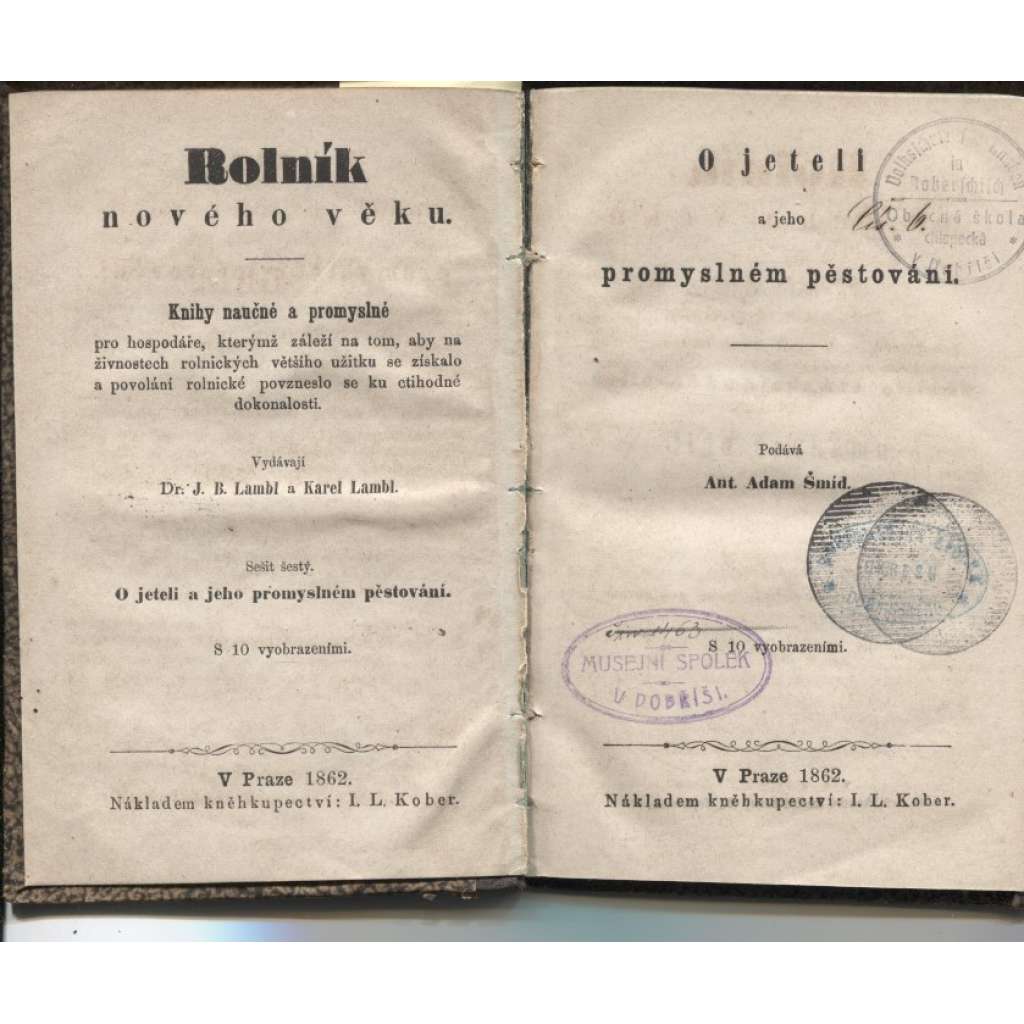 Rolník
nového věku.
Knihy naučné a promyslné
pro hospodáře, kterýmž záleží na tom, aby na
živnostech rolnických většího užitku se získalo
a povolání rolnické povzneslo se ku ctihodné
dokonalosti.
Vydávají
Dr. J. B. Lambl a Karel Lambl.
Sešit šestý.
O jeteli a jeho promyslném pěstování.
S 10 vyobrazeními.
V Praze 1862.
Nákladem kněhkupectví: I. L. Kober.
O jeteli
a jeho
promyslném pěstování.
Podává
Ant. Adam Šmíd.
S 10 vyobrazeními.
V Praze 1862.
Nákladem kněhkupectví: I. L. Kober.
in
Obecná škola
chlapecká
1463
MUSEJNÍ SPOLEK
V DOBŘÍŠI.